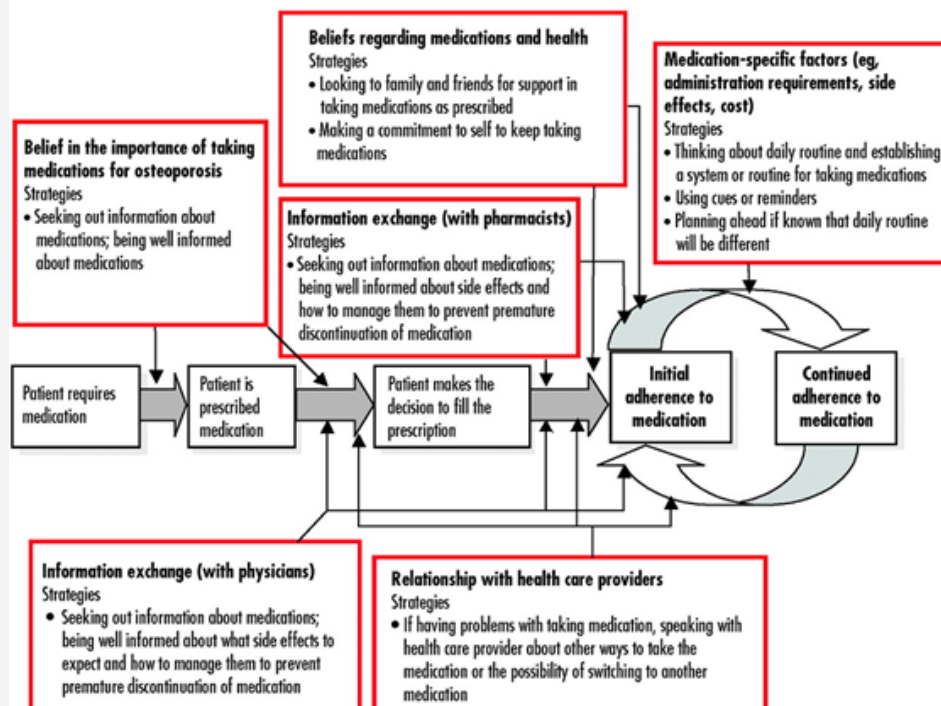 Beliefs regarding medications and health
Strategies
• Looking to family and friends for support in
taking medications as prescribed
• Making a commitment to self to keep taking
medications
Medication-specific factors (eg,
administration requirements, side
effects, cost)
Strategies
• Thinking about daily routine and establishing
a system or routine for taking medications
• Using cues or reminders
• Planning ahead if known that daily routine
will be different
Belief in the importance of taking
medications for osteoporosis
Strategies
• Seeking out information about
medications; being well informed
about medications
Information exchange (with pharmacists)
Strategies
• Seeking out information about medications;
being well informed about side effects and
how to manage them to prevent premature
discontinuation of medication
Patient requires
medication
Patient is
prescribed
medication
Patient makes the
decision to fill the
prescription
Initial
adherence to
medication
Continued
adherence to
medication
Information exchange (with physicians)
Strategies
• Seeking out information about medications;
being well informed about what side effects to
expect and how to manage them to prevent
premature discontinuation of medication
Relationship with health care providers
Strategies
• If having problems with taking medication, speaking with
health care provider about other ways to take the
medication or the possibility of switching to another
medication